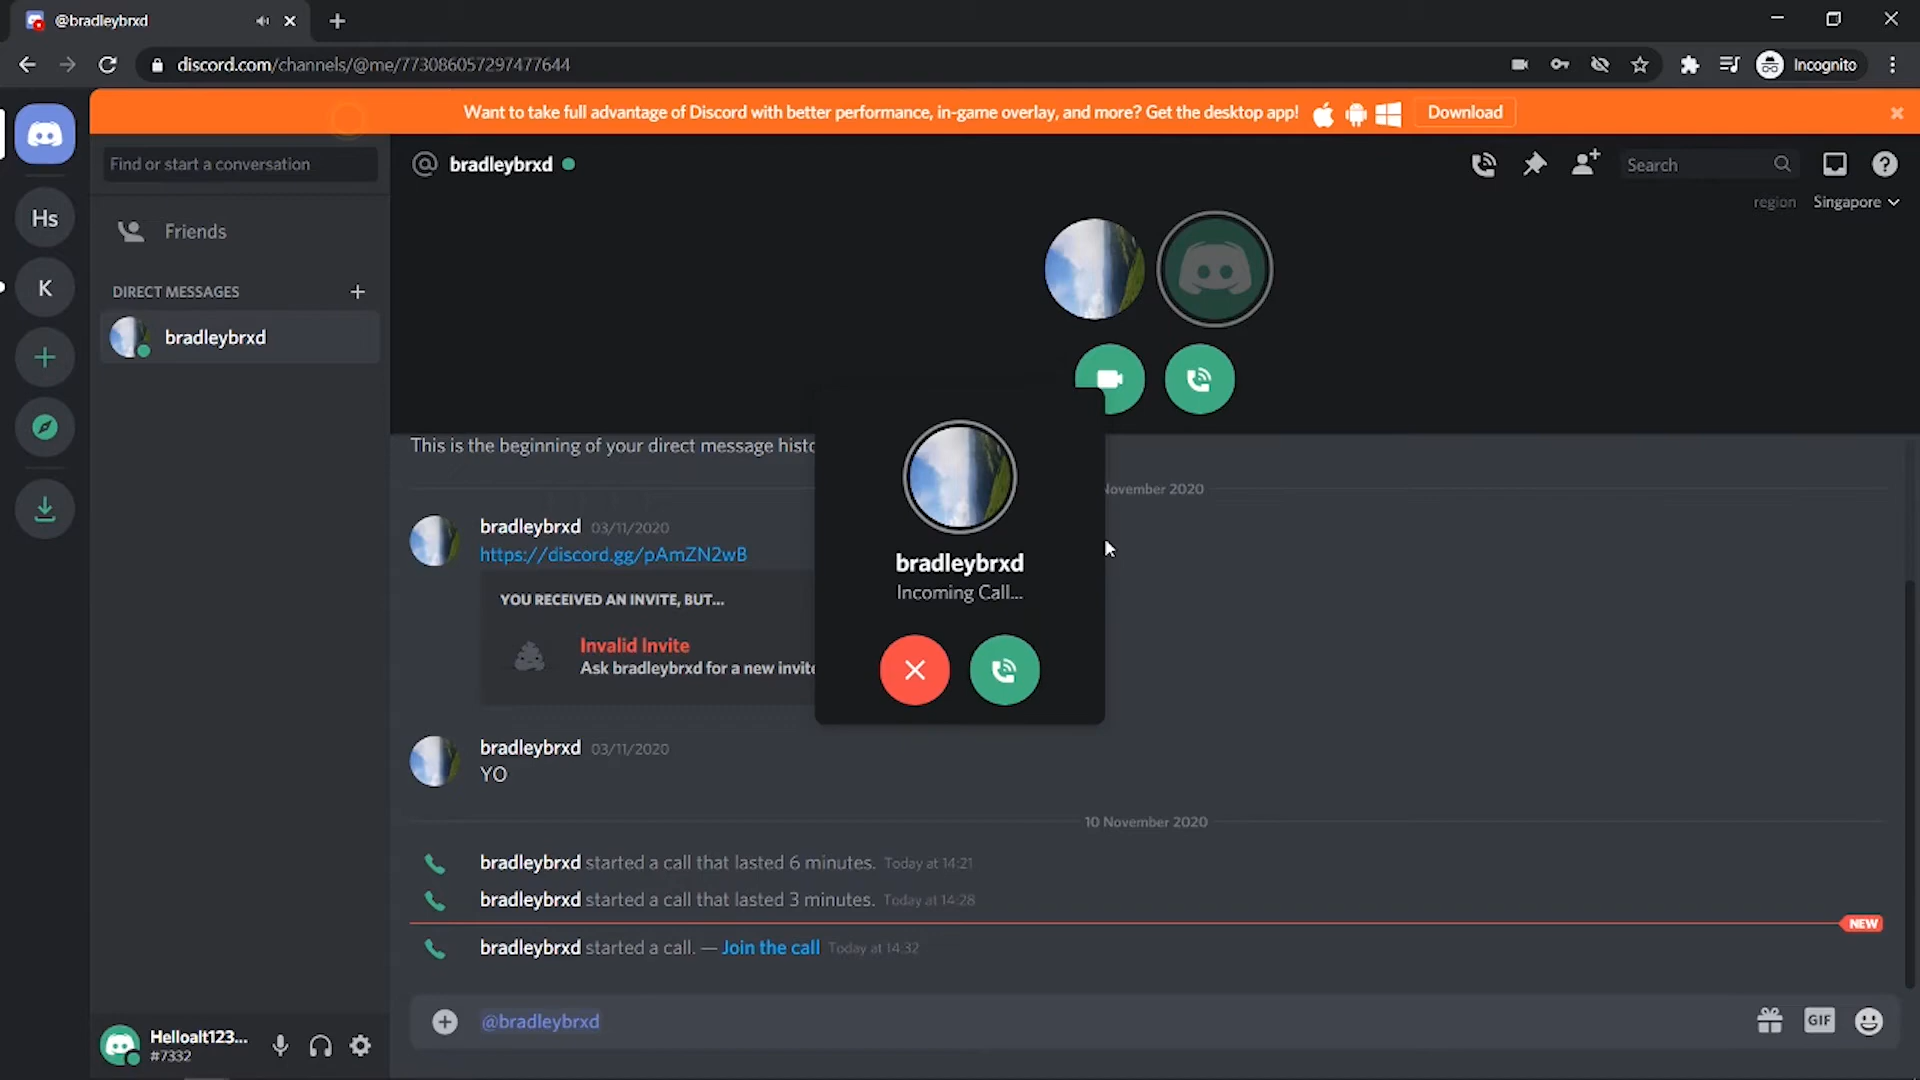 @bradleybrxd
discord.com/channels/@me/773086057297477644
Incognito
Want to take full advantage of Discord with better performance, in-game overlay, and more? Get the desktop app!
Download
Find or start a conversation
@ bradleybrxd
Search
region Singapore
Hs
Friends
K
DIRECT MESSAGES
bradleybrxd
This is the beginning of your direct message histo
November 2020
bradleybrxd 03/11/2020
https://discord.gg/pAmZN2wB
YOU RECEIVED AN INVITE, BUT...
Invalid Invite
Ask bradleybrxd for a new invite
bradleybrxd
Incoming Call...
bradleybrxd 03/11/2020
YO
10 November 2020
bradleybrxd started a call that lasted 6 minutes. Today at 14:21
bradleybrxd started a call that lasted 3 minutes. Today at 14:28
NEW
bradleybrxd started a call. — Join the call Today at 14:32
@bradleybrxd
GIF
Helloalt123...
#7332